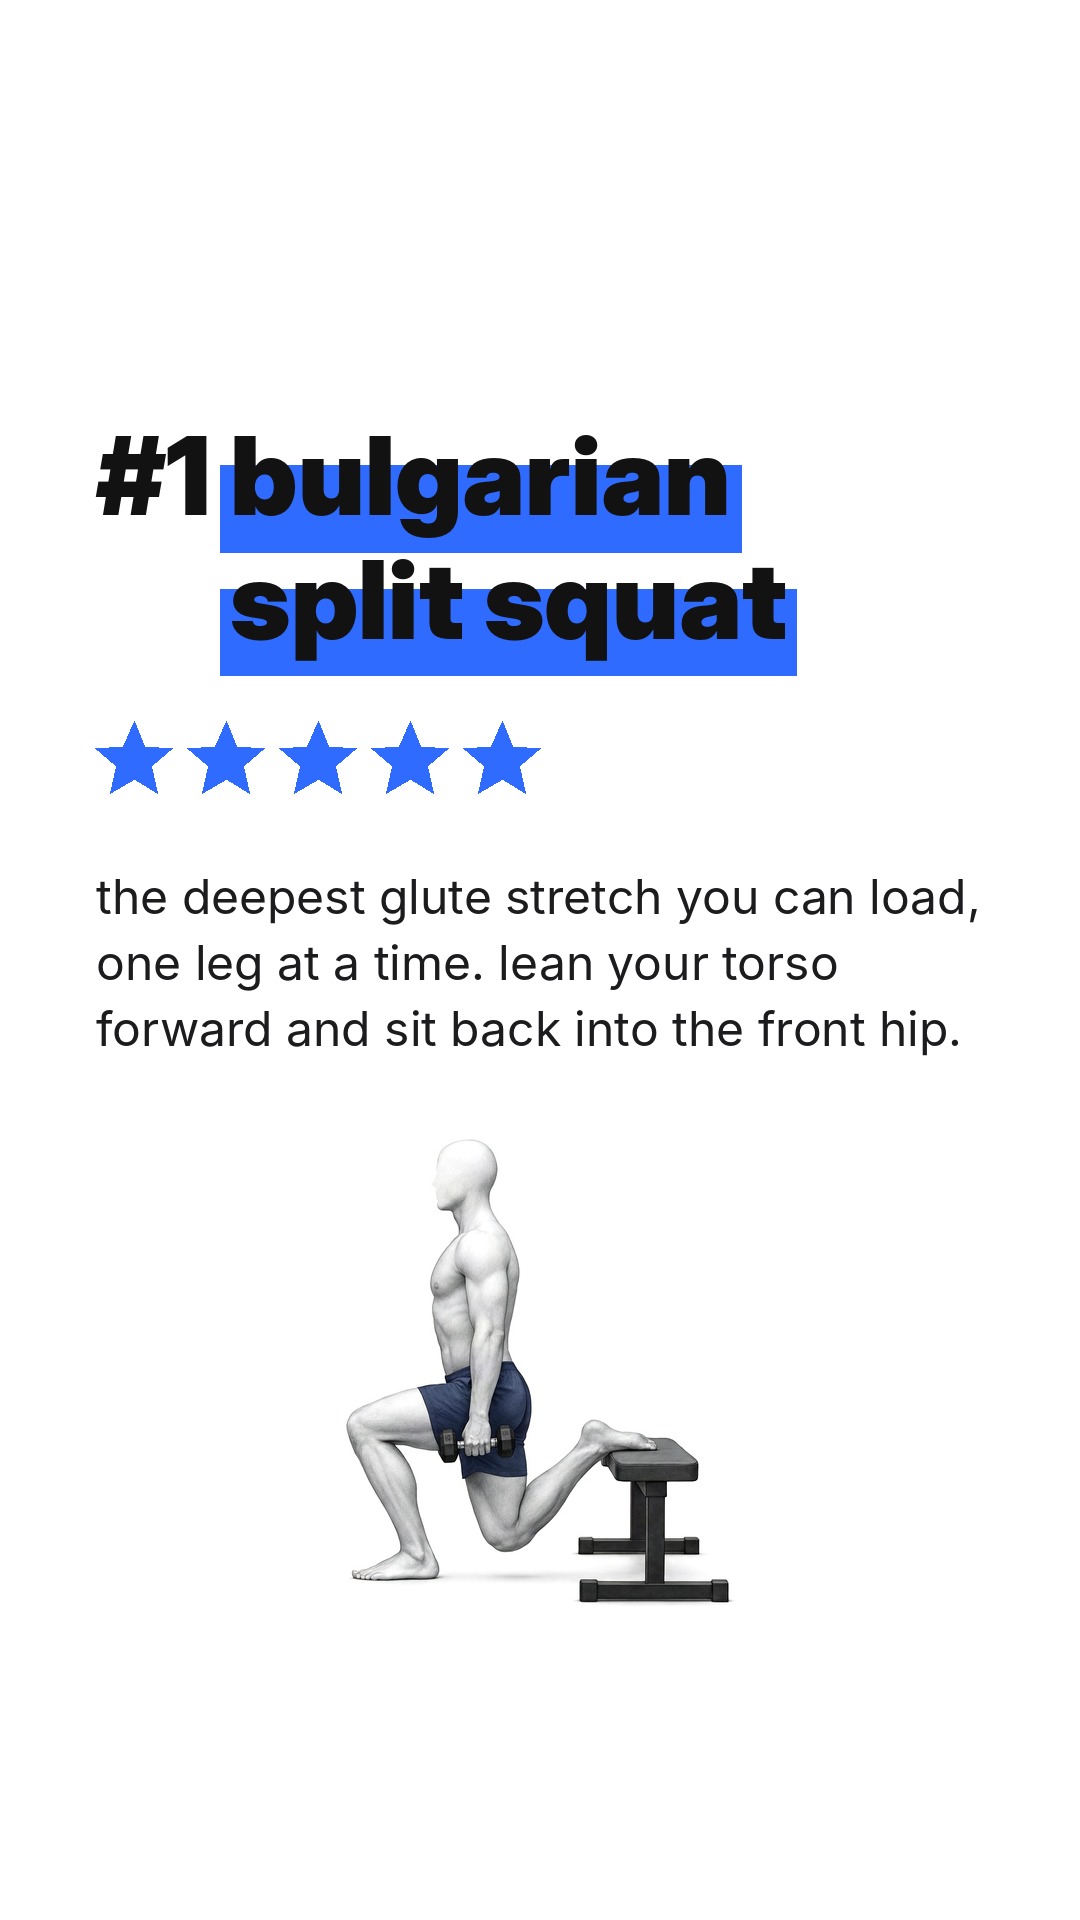 #1 bulgarian
split squat
the deepest glute stretch you can load,
one leg at a time. lean your torso
forward and sit back into the front hip.